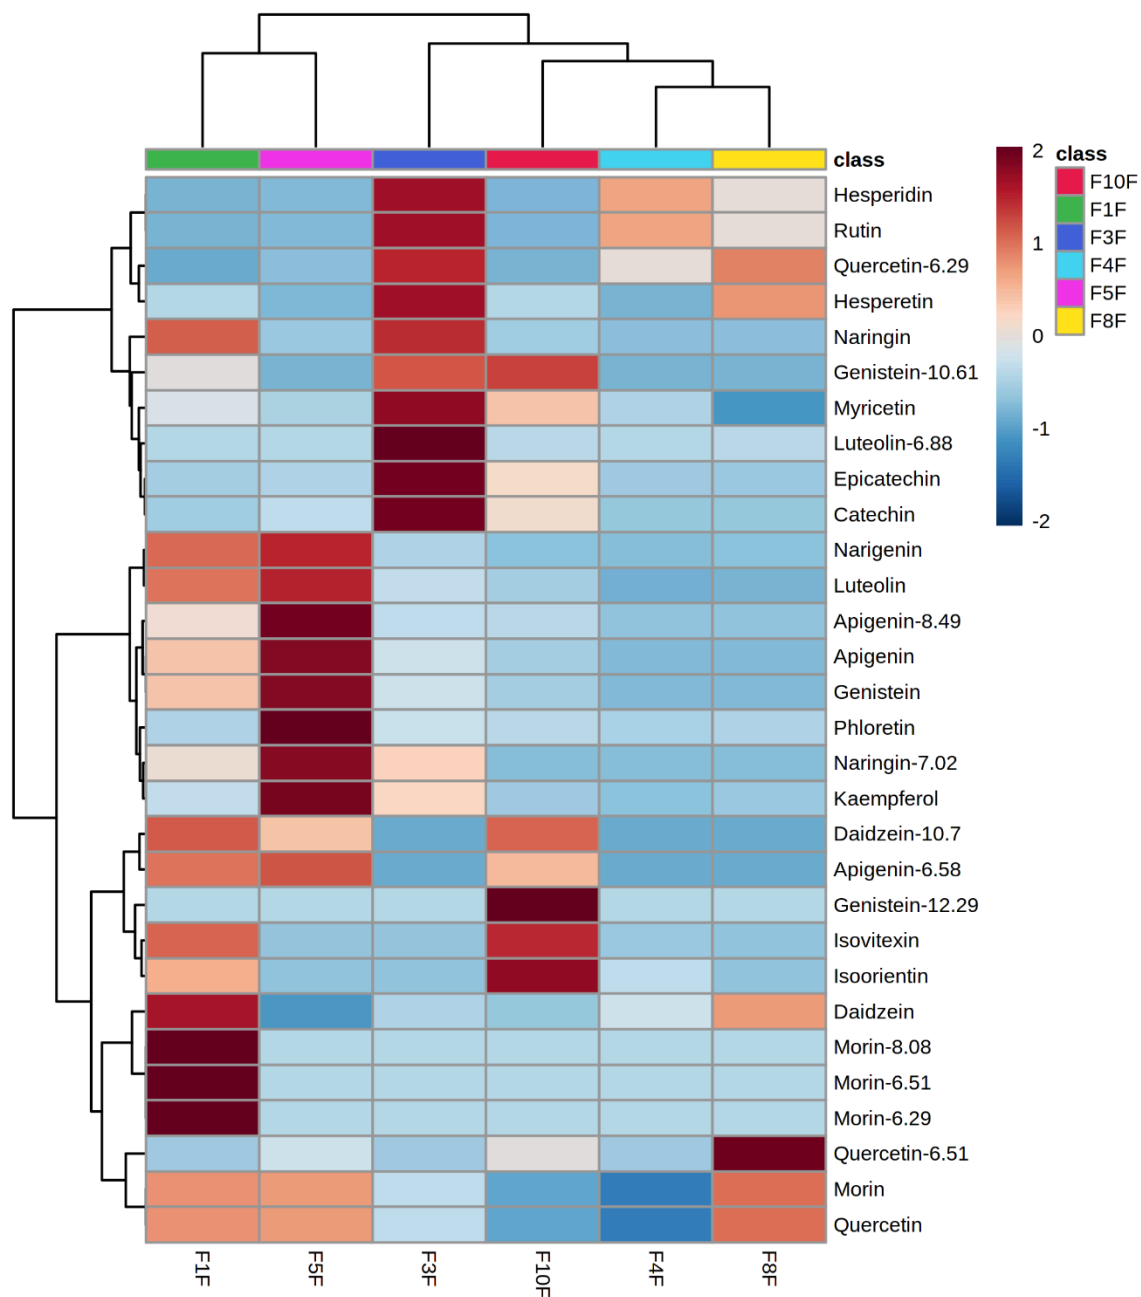 class
Hesperidin
Rutin
Quercetin-6.29
Hesperetin
Naringin
Genistein-10.61
Myricetin
Luteolin-6.88
Epicatechin
Catechin
Narigenin
Luteolin
Apigenin-8.49
Apigenin
Genistein
Phloretin
Naringin-7.02
Kaempferol
Daidzein-10.7
Apigenin-6.58
Genistein-12.29
Isovitexin
Isoorientin
Daidzein
Morin-8.08
Morin-6.51
Morin-6.29
Quercetin-6.51
Morin
Quercetin
F1F
F5F
F3F
F10F
F4F
F8F
2
1
0
-1
-2
class
F10F
F1F
F3F
F4F
F5F
F8F